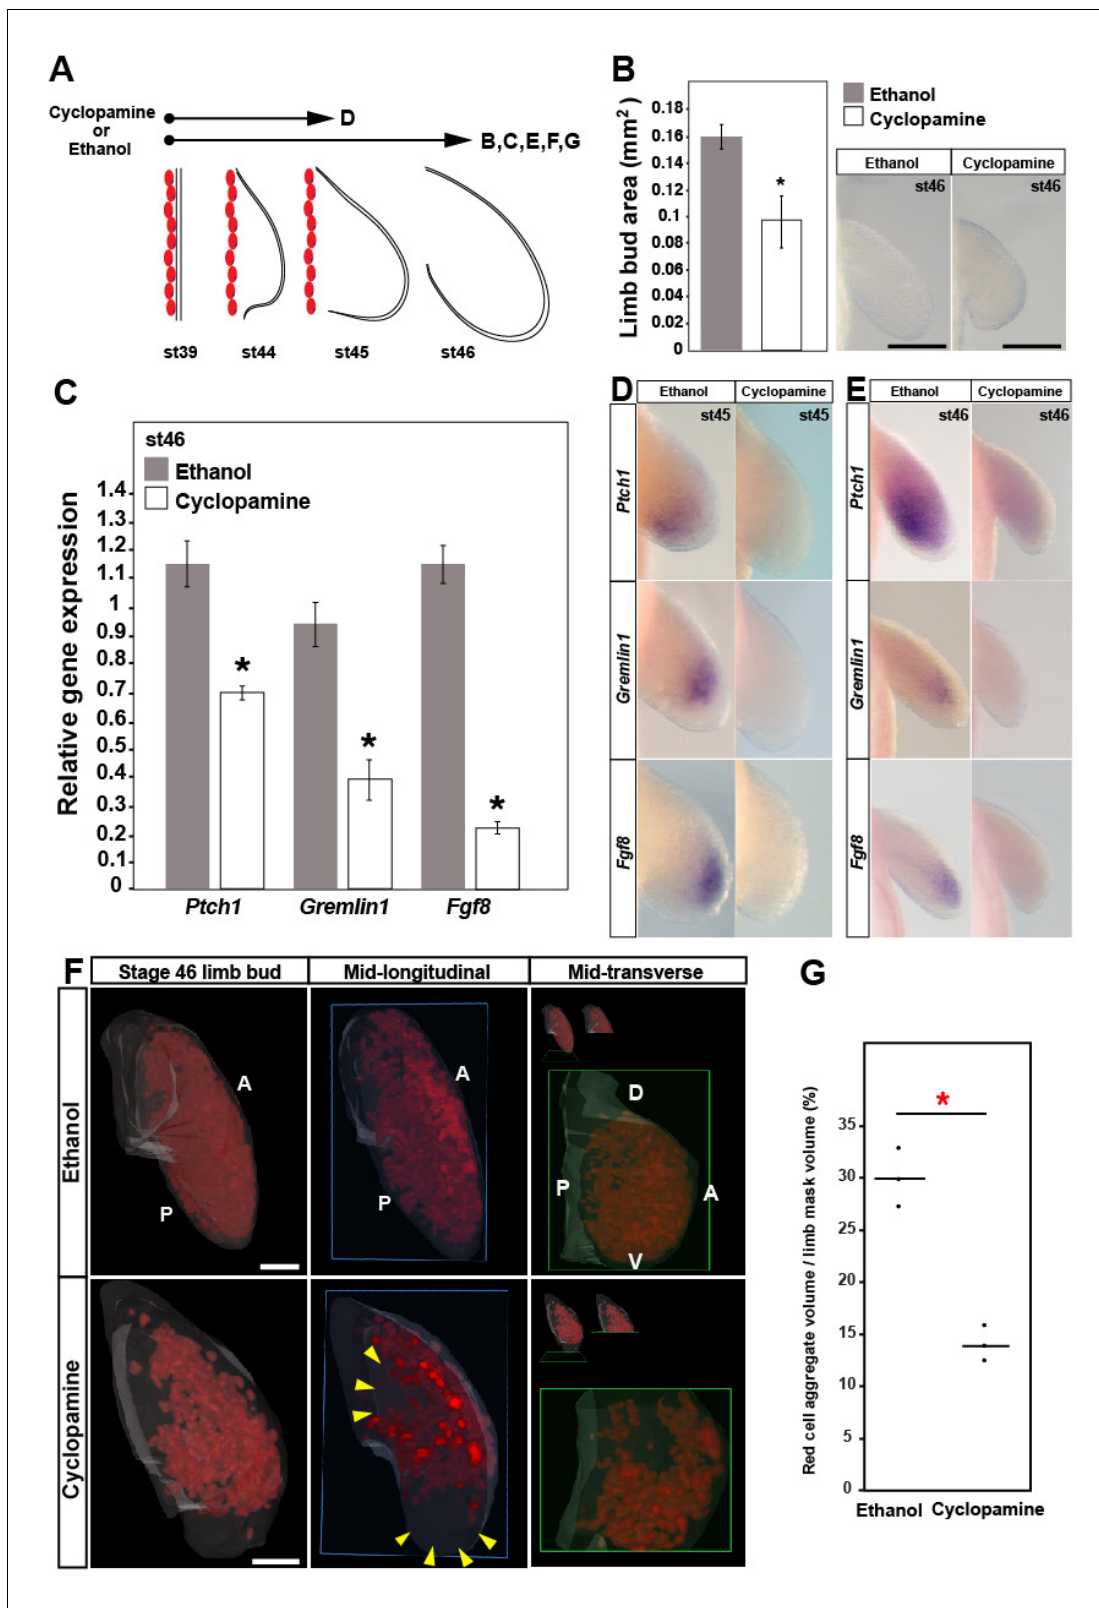 A
Cyclopamine
or
Ethanol
D
B,C,E,F,G
st39 st44 st45 st46
B
Limb bud area (mm²)
0.18
0.16
0.14
0.12
0.1
0.08
0.06
0.04
0.02
0
*
Ethanol
Cyclopamine
Ethanol Cyclopamine
st46 st46
C
st46
Ethanol
Cyclopamine
Relative gene expression
1.4
1.3
1.2
1.1
1
0.9
0.8
0.7
0.6
0.5
0.4
0.3
0.2
0.1
0
* * *
Ptch1 Gremlin1 Fgf8
D
Ethanol Cyclopamine
st45 st45
Ptch1
Gremlin1
Fgf8
E
Ethanol Cyclopamine
st46 st46
Ptch1
Gremlin1
Fgf8
F
Stage 46 limb bud Mid-longitudinal Mid-transverse
Ethanol
A
P
A
P
D
P
A
V
Cyclopamine
G
Red cell aggregate volume / limb mask volume (%)
35
30
25
20
15
10
5
0
*
Ethanol Cyclopamine